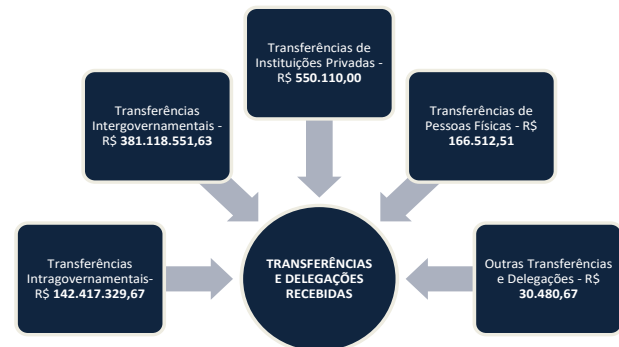 Transferências de
Instituições Privadas -
R$ 550.110,00
Transferências
Intergovernamentais -
R$ 381.118.551,63
Transferências de
Pessoas Físicas - R$
166.512,51
Transferências
Intragovernamentais-
R$ 142.417.329,67
TRANSFERÊNCIAS
E DELEGAÇÕES
RECEBIDAS
Outras Transferências
e Delegações - R$
30.480,67